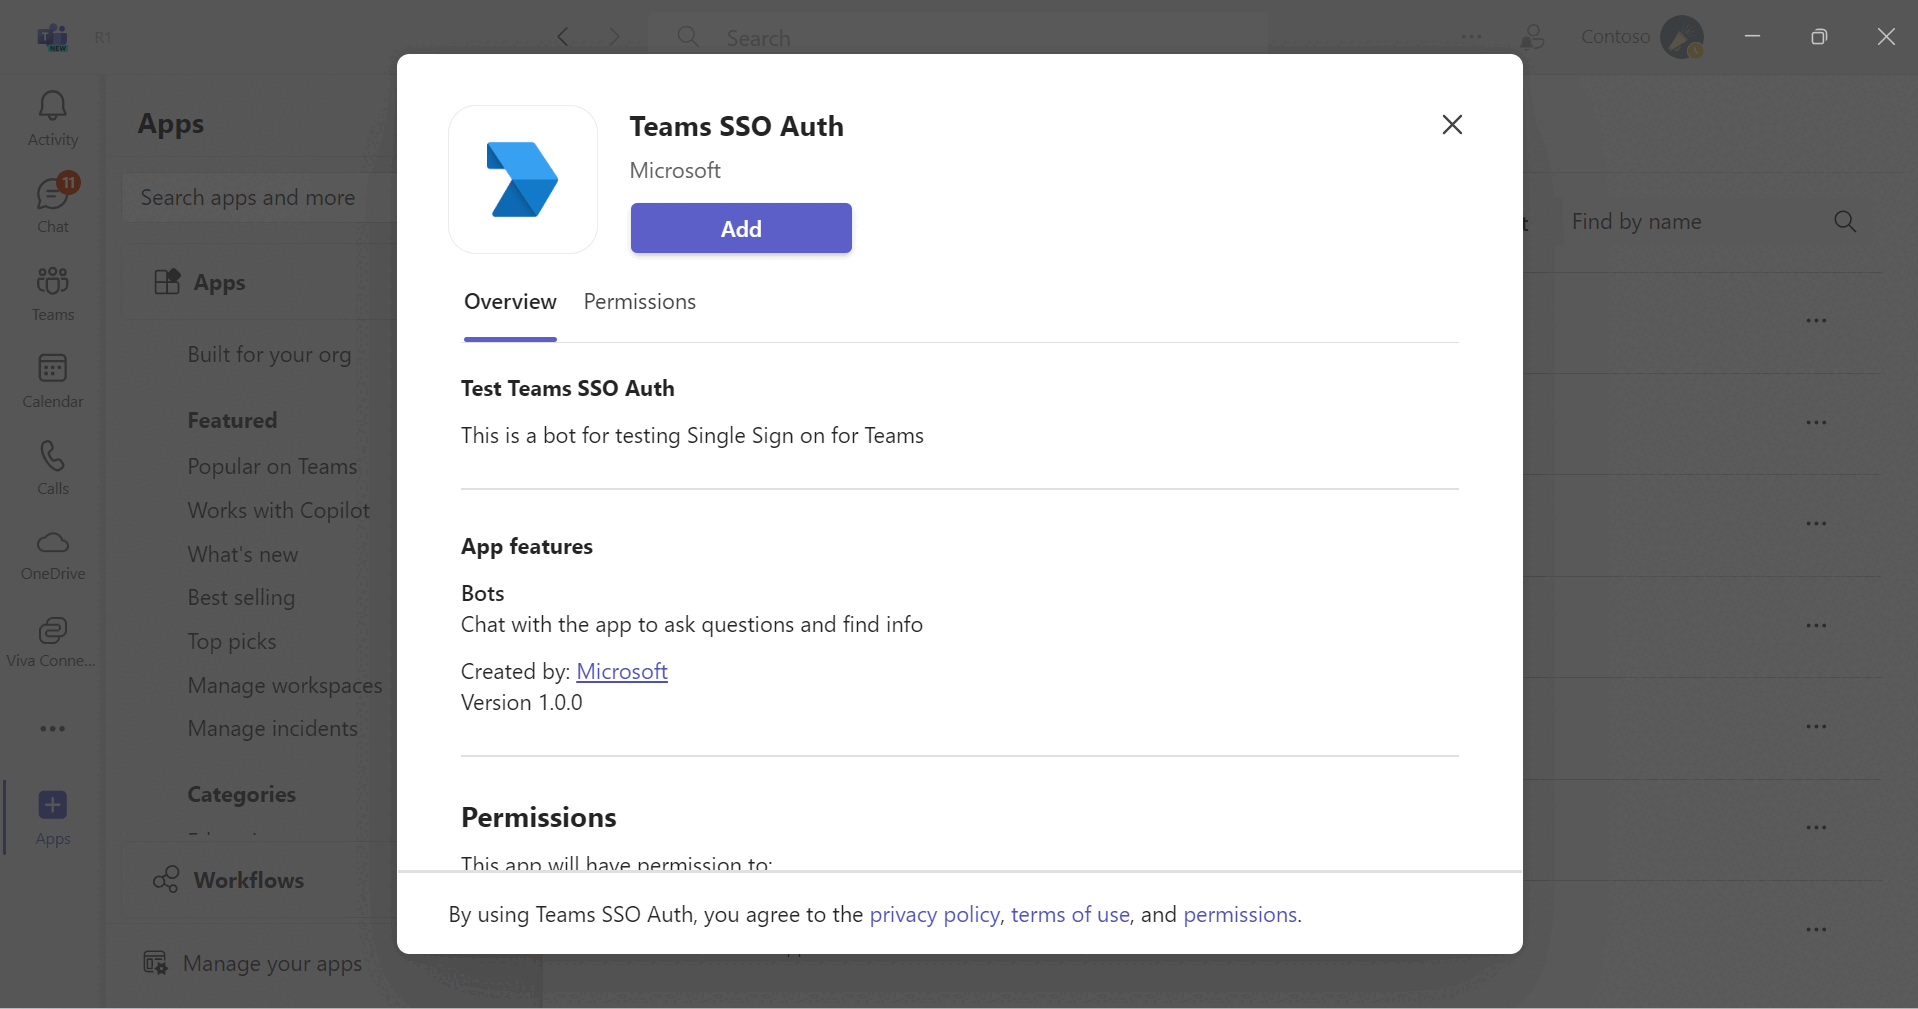 R1
Search
Contoso
Activity
11
Chat
Teams
Calendar
Calls
OneDrive
Viva Conne...
Apps
Apps
Search apps and more
Apps
Built for your org
Featured
Popular on Teams
Works with Copilot
What's new
Best selling
Top picks
Manage workspaces
Manage incidents
Categories
Workflows
Manage your apps
Find by name
Teams SSO Auth
Microsoft
Add
Overview Permissions
Test Teams SSO Auth
This is a bot for testing Single Sign on for Teams
App features
Bots
Chat with the app to ask questions and find info
Created by: Microsoft
Version 1.0.0
Permissions
This app will have permission to:
By using Teams SSO Auth, you agree to the privacy policy, terms of use, and permissions.